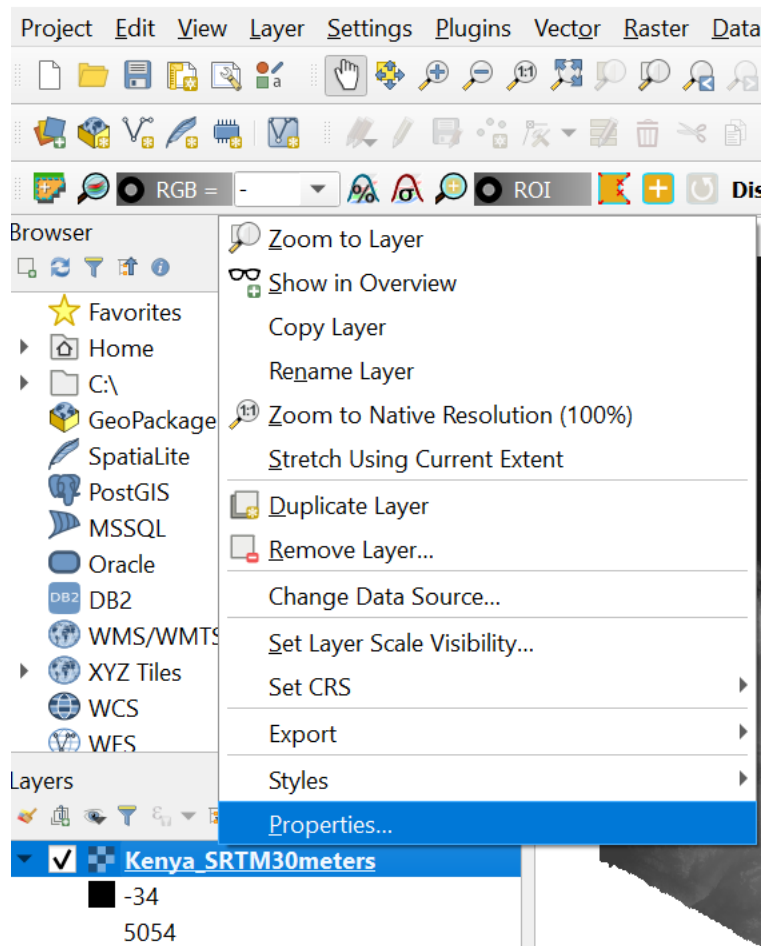 Project Edit View Layer Settings Plugins Vector Raster Data
RGB = - ROI Dis
Browser
Favorites
Home
C:\
GeoPackage
SpatiaLite
PostGIS
MSSQL
Oracle
DB2 DB2
WMS/WMTS
XYZ Tiles
WCS
WFS
Zoom to Layer
Show in Overview
Copy Layer
Rename Layer
1:1 Zoom to Native Resolution (100%)
Stretch Using Current Extent
Duplicate Layer
Remove Layer...
Change Data Source...
Set Layer Scale Visibility...
Set CRS
Export
Styles
Properties...
Layers
Kenya_SRTM30meters
-34
5054